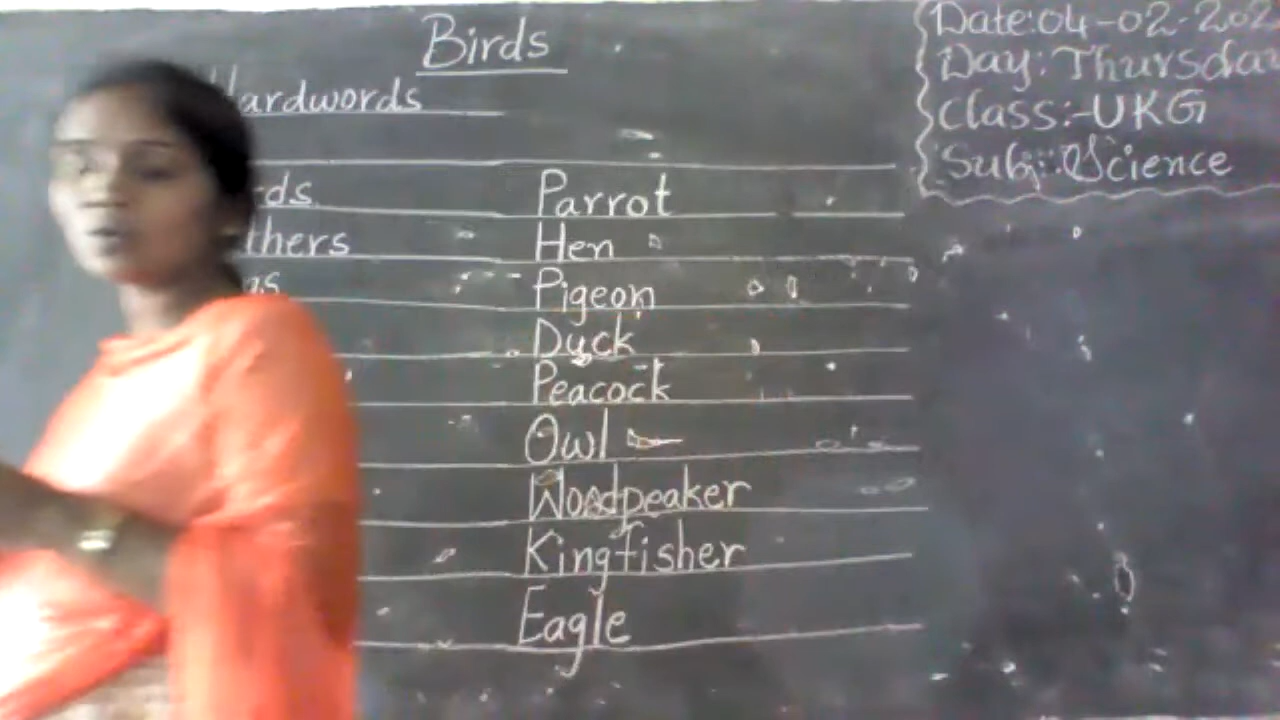 Birds
Hardwords
Parrot
Hen
Pigeon
Duck
Peacock
Owl
Woodpeaker
Kingfisher
Eagle
Date:04-02-202
Day:Thursday
Class:-UKG
Sub:-Science